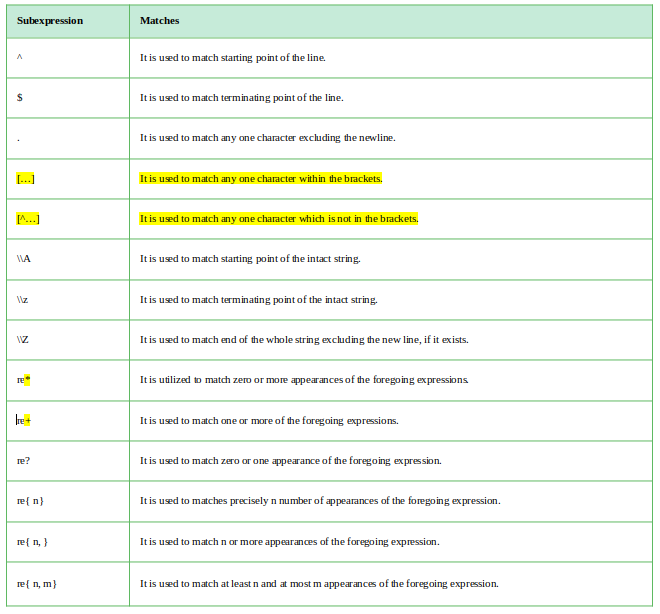 Subexpression Matches
^ It is used to match starting point of the line.
$ It is used to match terminating point of the line.
. It is used to match any one character excluding the newline.
[…] It is used to match any one character within the brackets.
[^…] It is used to match any one character which is not in the brackets.
\\A It is used to match starting point of the intact string.
\\z It is used to match terminating point of the intact string.
\\Z It is used to match end of the whole string excluding the new line, if it exists.
re* It is utilized to match zero or more appearances of the foregoing expressions.
re+ It is used to match one or more of the foregoing expressions.
re? It is used to match zero or one appearance of the foregoing expression.
re{ n} It is used to matches precisely n number of appearances of the foregoing expression.
re{ n, } It is used to match n or more appearances of the foregoing expression.
re{ n, m} It is used to match at least n and at most m appearances of the foregoing expression.